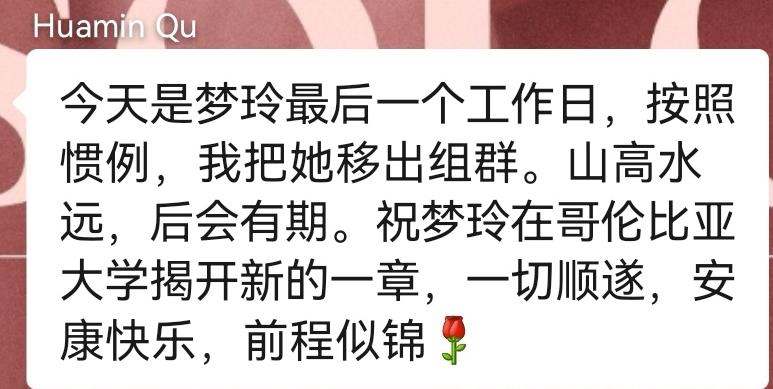 Huamin Qu
今天是梦玲最后一个工作日，按照
惯例，我把她移出组群。山高水
远，后会有期。祝梦玲在哥伦比亚
大学揭开新的一章，一切顺遂，安
康快乐，前程似锦🌹